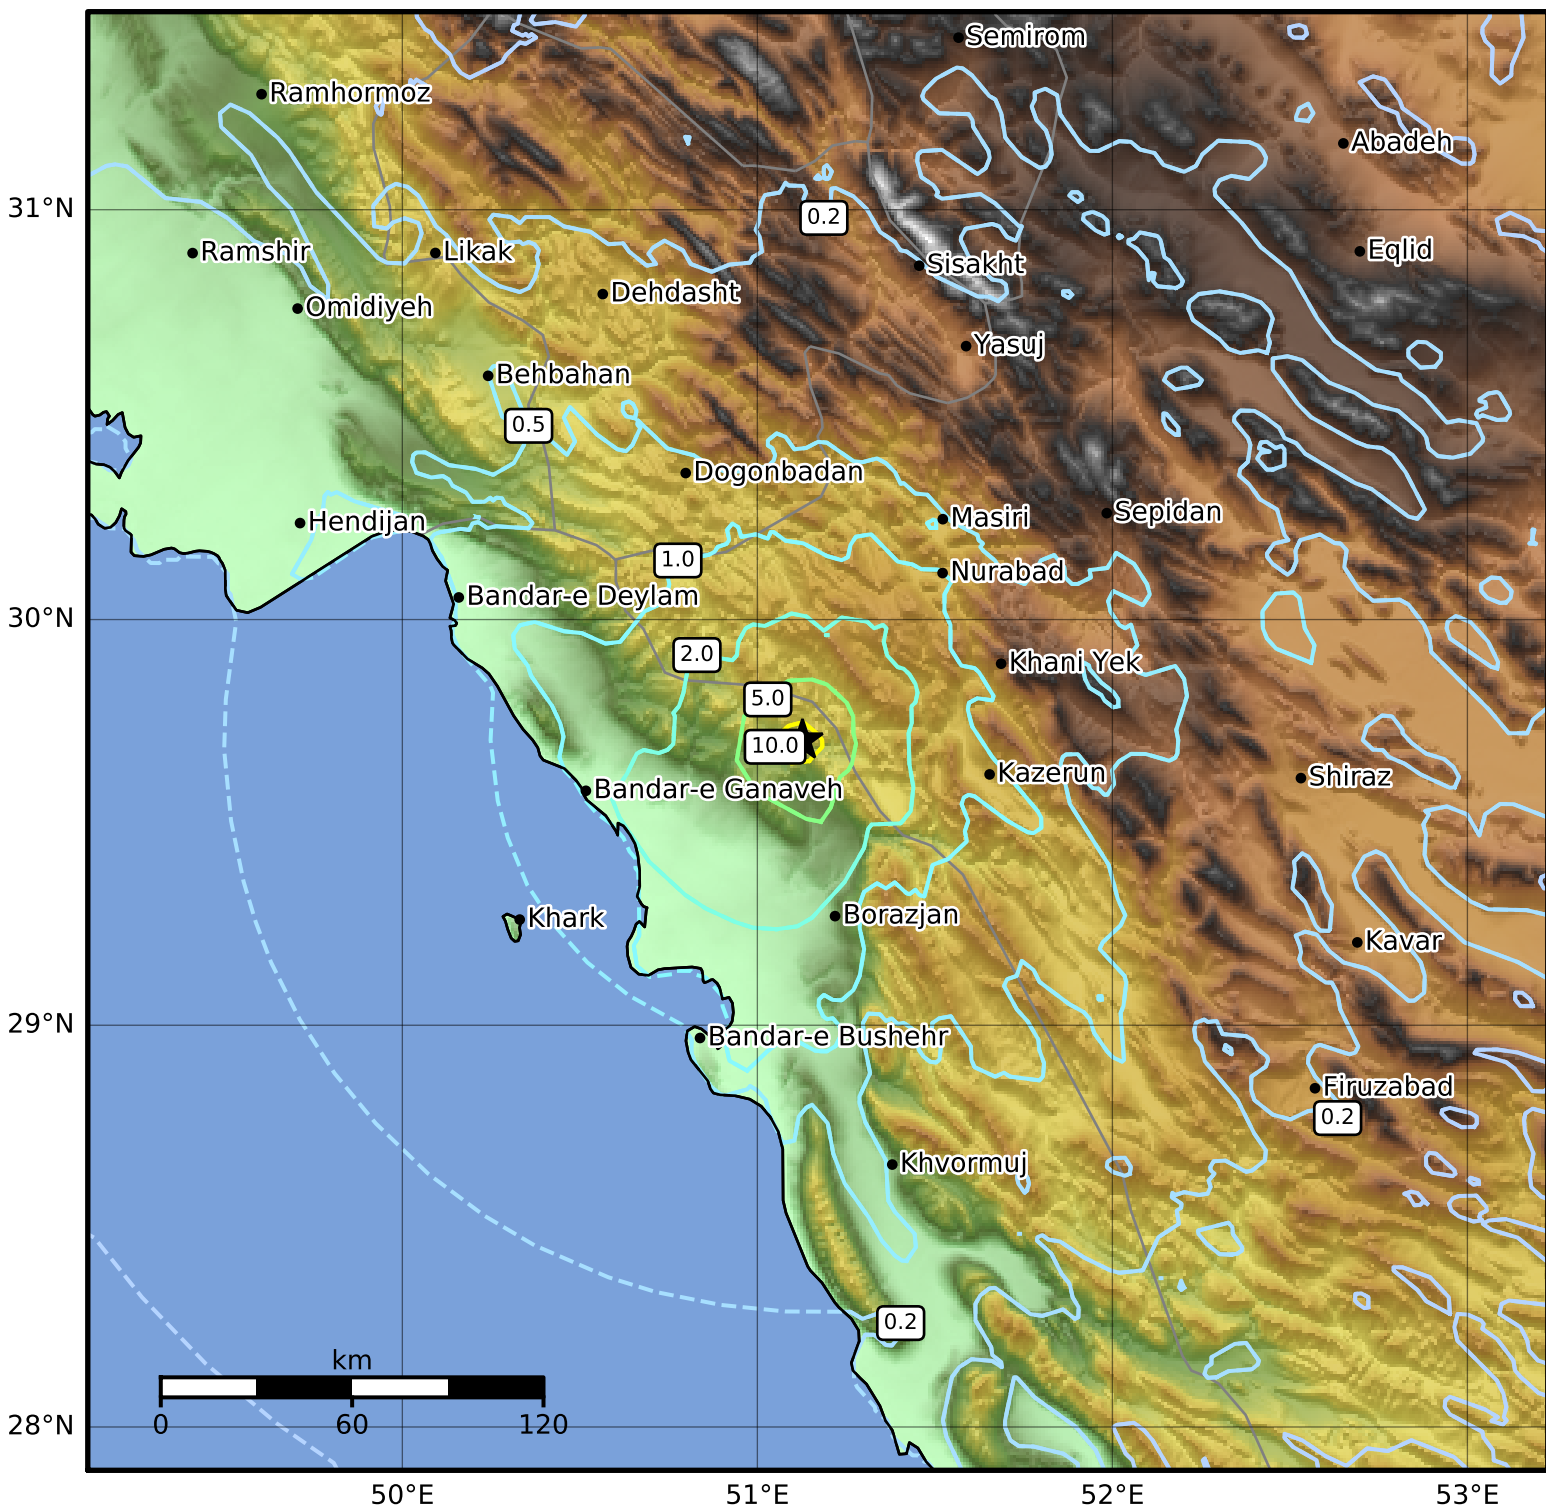 Semirom
Ramhormoz
Abadeh
31°N
0.2
Ramshir
Likak
Sisakht
Eqlid
Omidiyeh
Dehdasht
Yasuj
Behbahan
0.5
Dogonbadan
Hendijan
Masiri
Sepidan
1.0
Nurabad
30°N
Bandar-e Deylam
2.0
Khani Yek
5.0
10.0
Kazerun
Shiraz
Bandar-e Ganaveh
Khark
Borazjan
Kavar
29°N
Bandar-e Bushehr
Firuzabad
0.2
Khvormuj
0.2
km
0 60 120
28°N
50°E 51°E 52°E 53°E